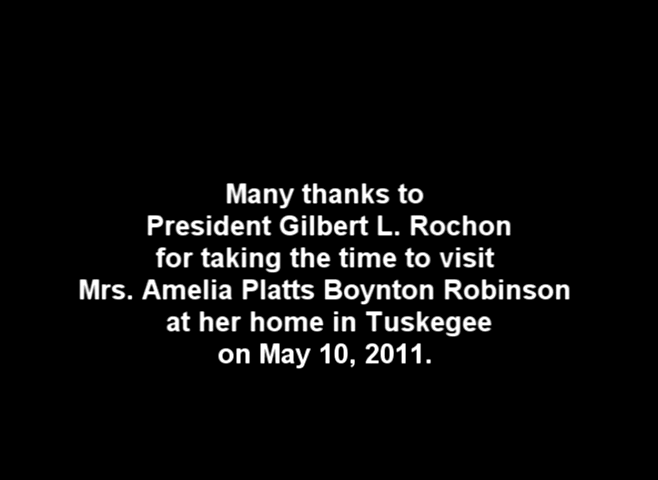 Many thanks to
President Gilbert L. Rochon
for taking the time to visit
Mrs. Amelia Platts Boynton Robinson
at her home in Tuskegee
on May 10, 2011.